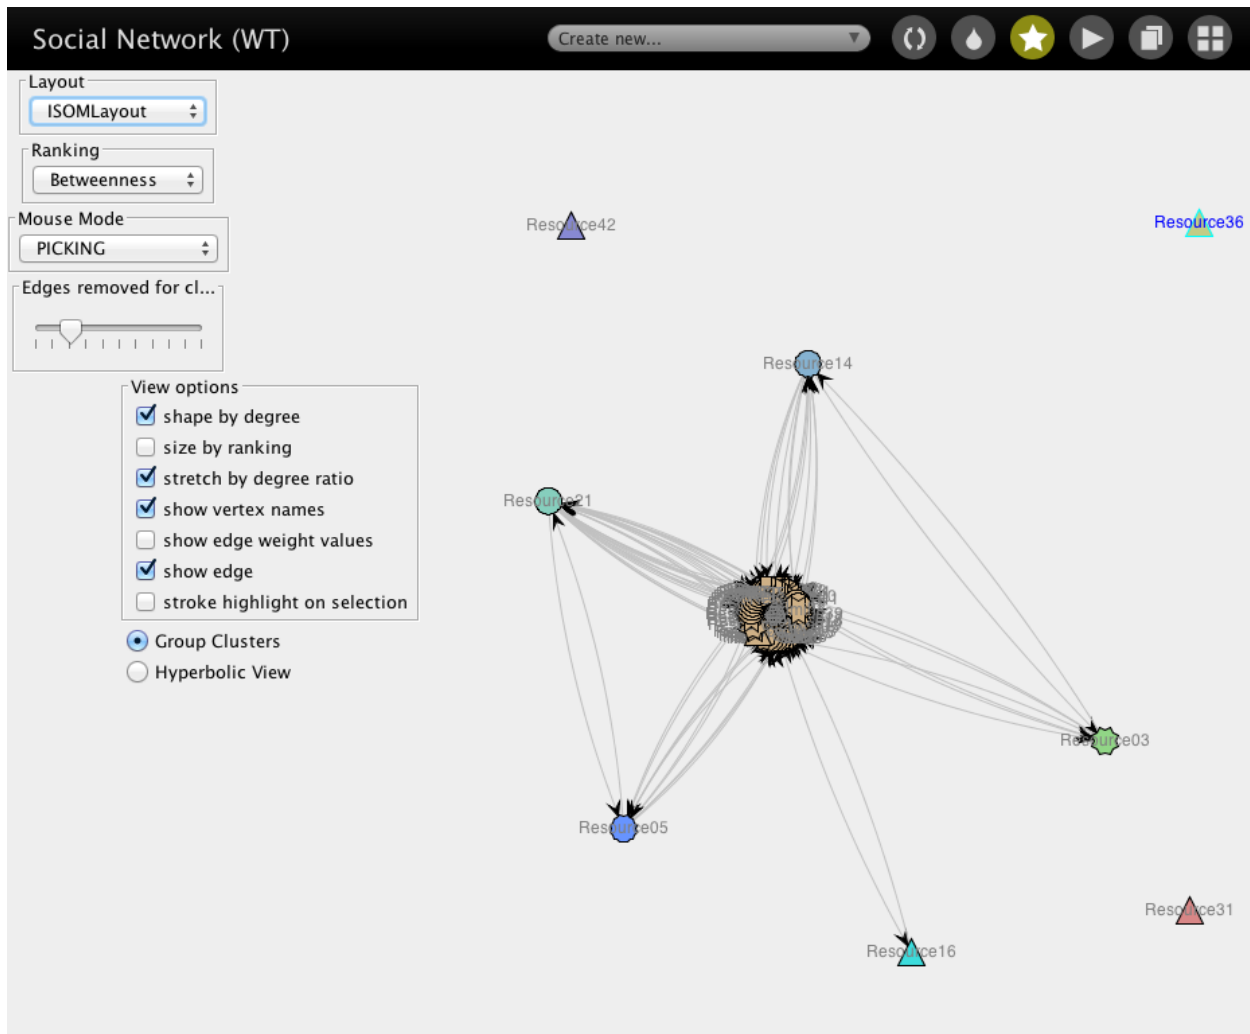 Social Network (WT)
Create new...
Layout
ISOMLayout
Ranking
Betweenness
Mouse Mode
PICKING
Edges removed for cl...
View options
shape by degree
size by ranking
stretch by degree ratio
show vertex names
show edge weight values
show edge
stroke highlight on selection
Group Clusters
Hyperbolic View
Resource42
Resource36
Resource14
Resource21
Resource03
Resource05
Resource31
Resource16